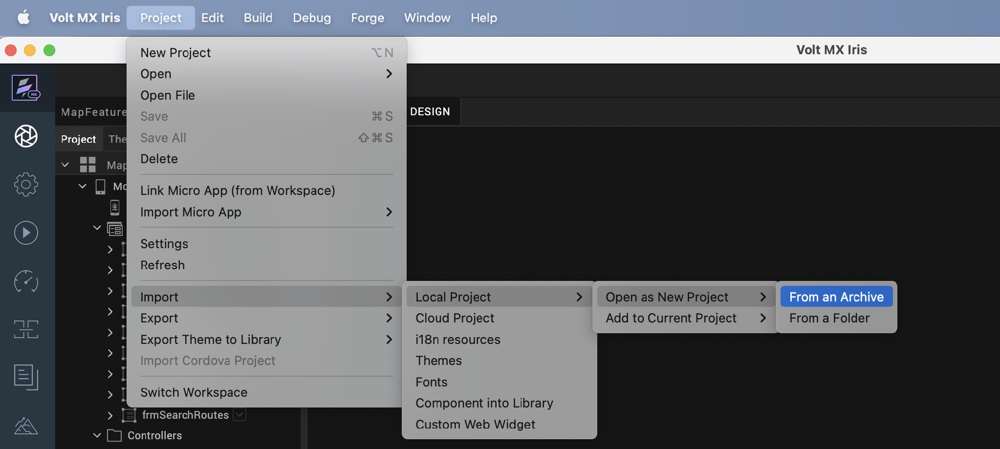 Volt MX Iris Project Edit Build Debug Forge Window Help
Volt MX Iris
New Project ⌥ N
Open
Open File
Save ⌘ S
Save All ⇧ ⌘ S
Delete
Link Micro App (from Workspace)
Import Micro App
Settings
Refresh
Import
Export
Export Theme to Library
Import Cordova Project
Switch Workspace
Local Project
Cloud Project
i18n resources
Themes
Fonts
Component into Library
Custom Web Widget
Open as New Project
Add to Current Project
From an Archive
From a Folder
MX
MapFeature
DESIGN
Project The
Map
Mo
frmSearchRoutes
Controllers